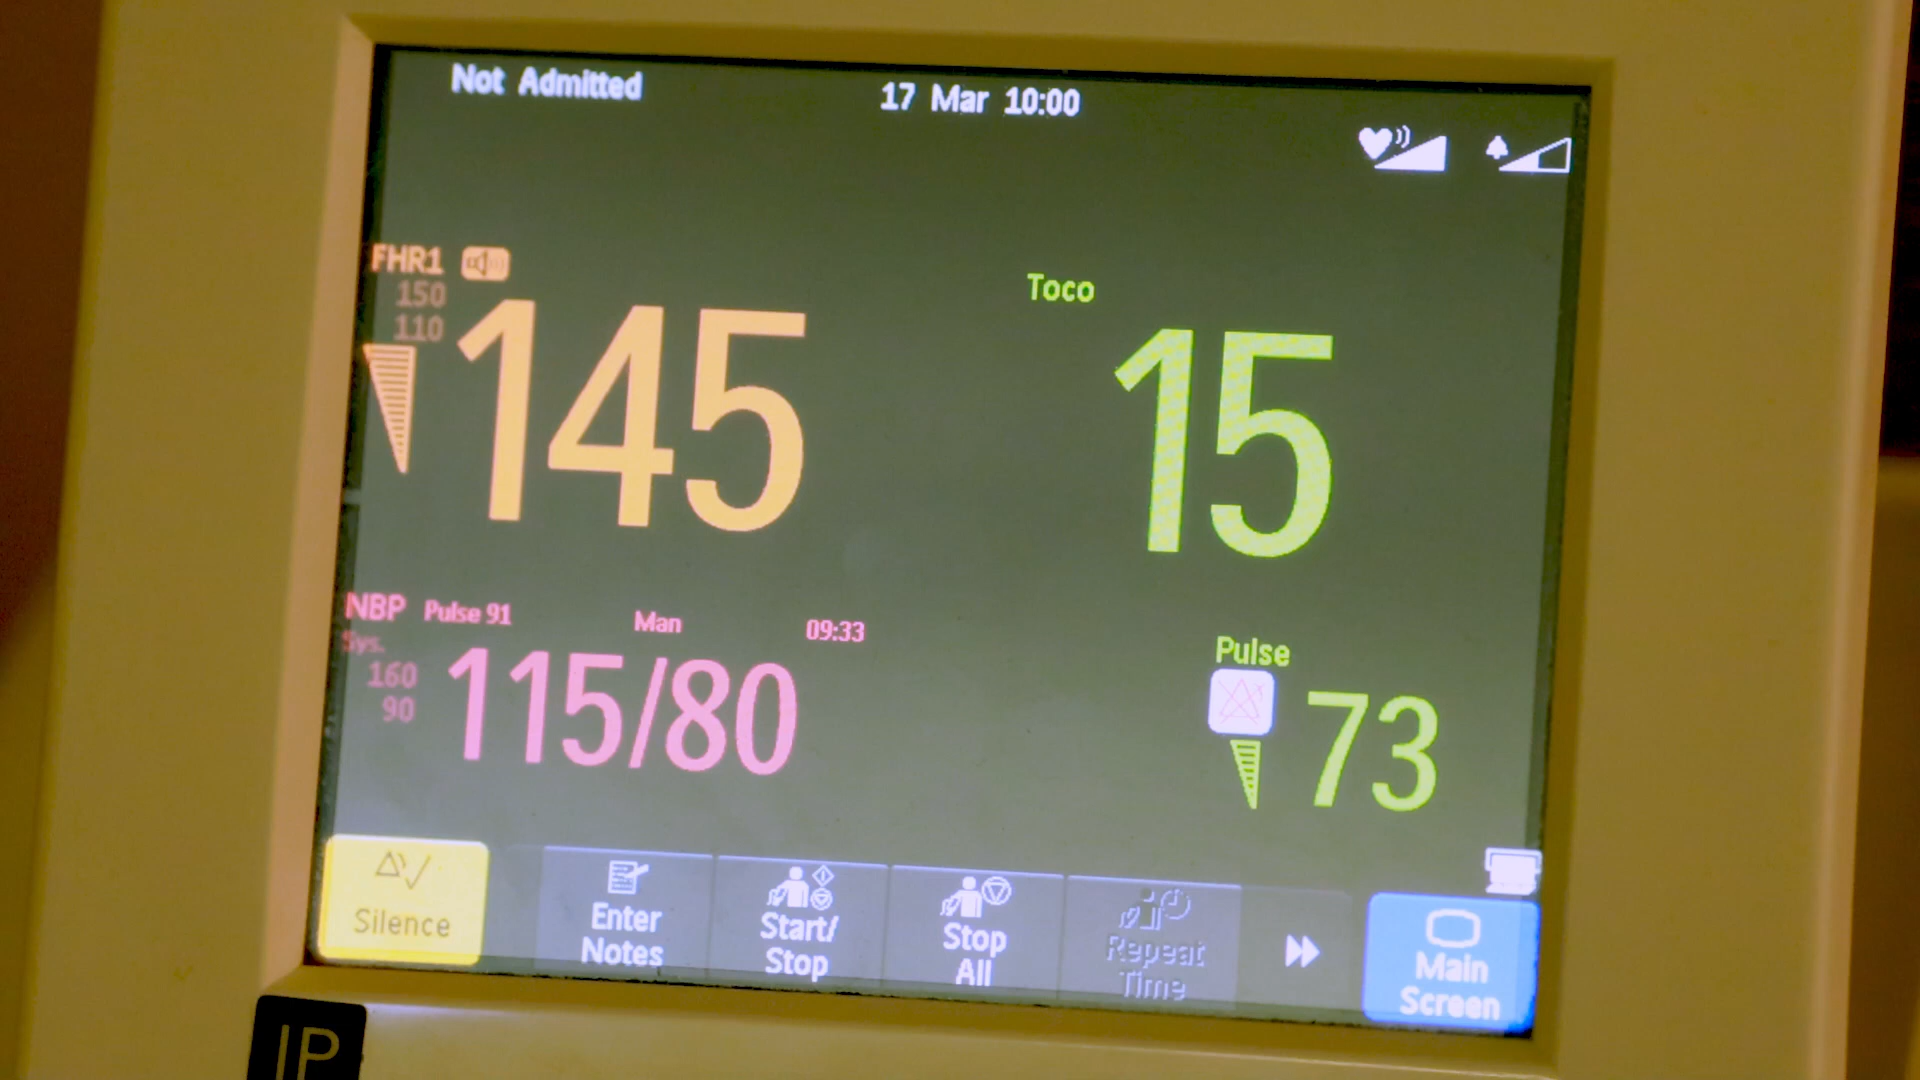 Not Admitted
17 Mar 10:00
FHR1
150
110
145
Toco
15
NBP Pulse 91 Man 09:33
Sys.
160
90
115/80
Pulse
73
Silence
Enter
Notes
Start/
Stop
Stop
All
Repeat
Time
Main
Screen
IP